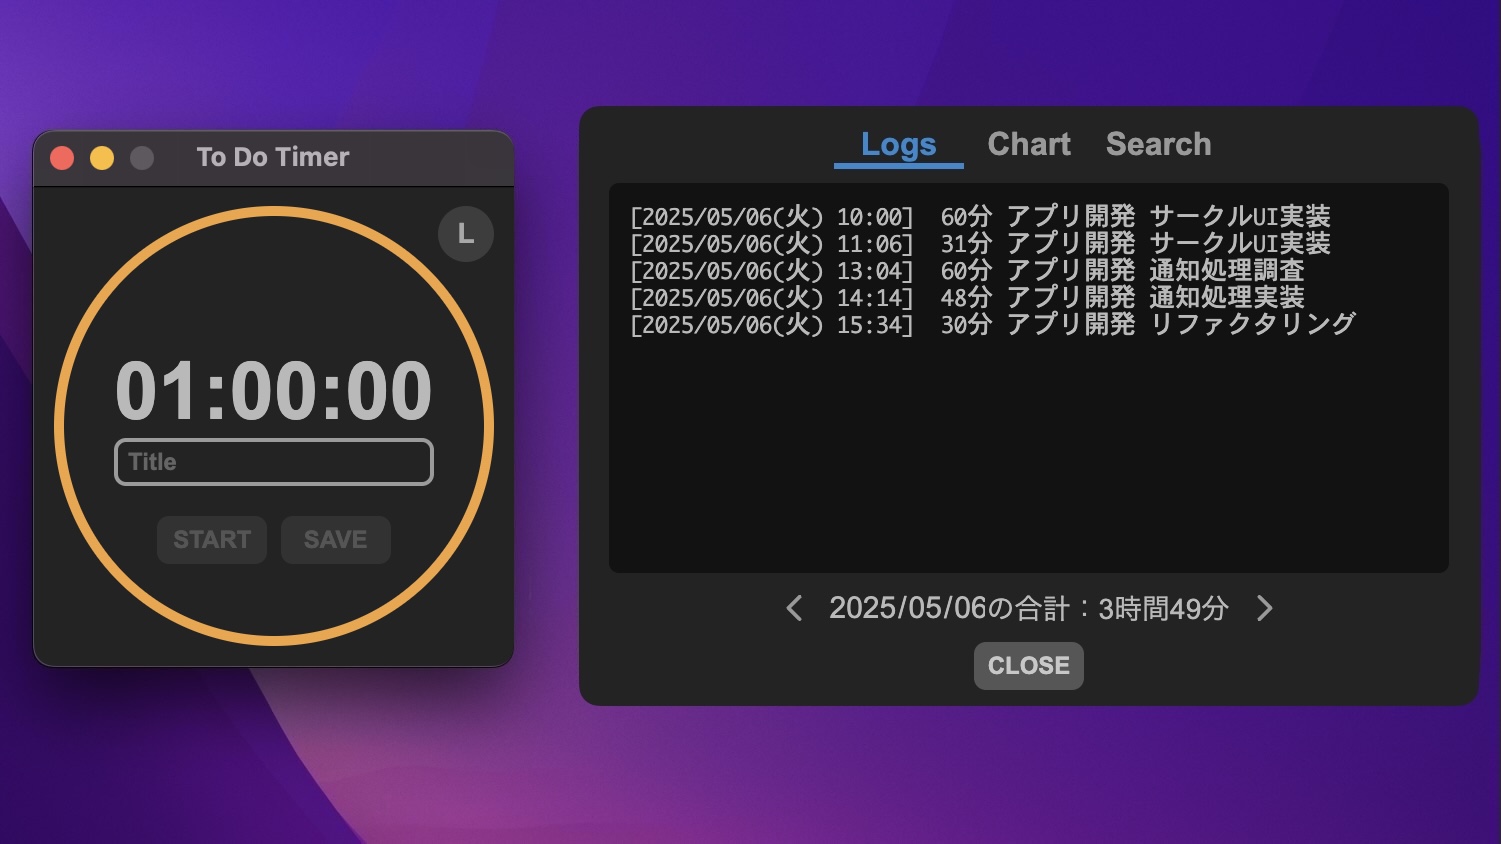 To Do Timer
L
01:00:00
Title
START SAVE
Logs Chart Search
[2025/05/06(火) 10:00]  60分 アプリ開発 サークルUI実装
[2025/05/06(火) 11:06]  31分 アプリ開発 サークルUI実装
[2025/05/06(火) 13:04]  60分 アプリ開発 通知処理調査
[2025/05/06(火) 14:14]  48分 アプリ開発 通知処理実装
[2025/05/06(火) 15:34]  30分 アプリ開発 リファクタリング
2025/05/06の合計：3時間49分
CLOSE